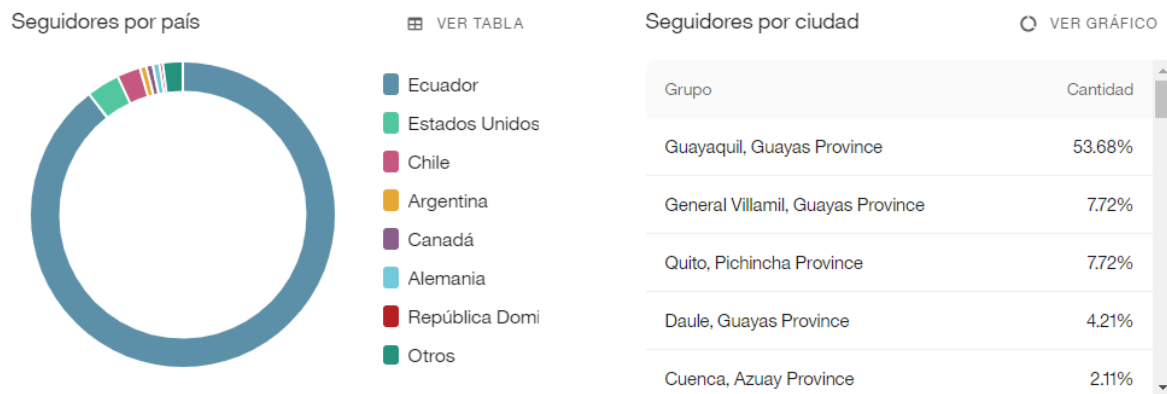 Seguidores por país
VER TABLA
Ecuador
Estados Unidos
Chile
Argentina
Canadá
Alemania
República Domi
Otros
Seguidores por ciudad
VER GRÁFICO
Grupo Cantidad
Guayaquil, Guayas Province 53.68%
General Villamil, Guayas Province 7.72%
Quito, Pichincha Province 7.72%
Daule, Guayas Province 4.21%
Cuenca, Azuay Province 2.11%